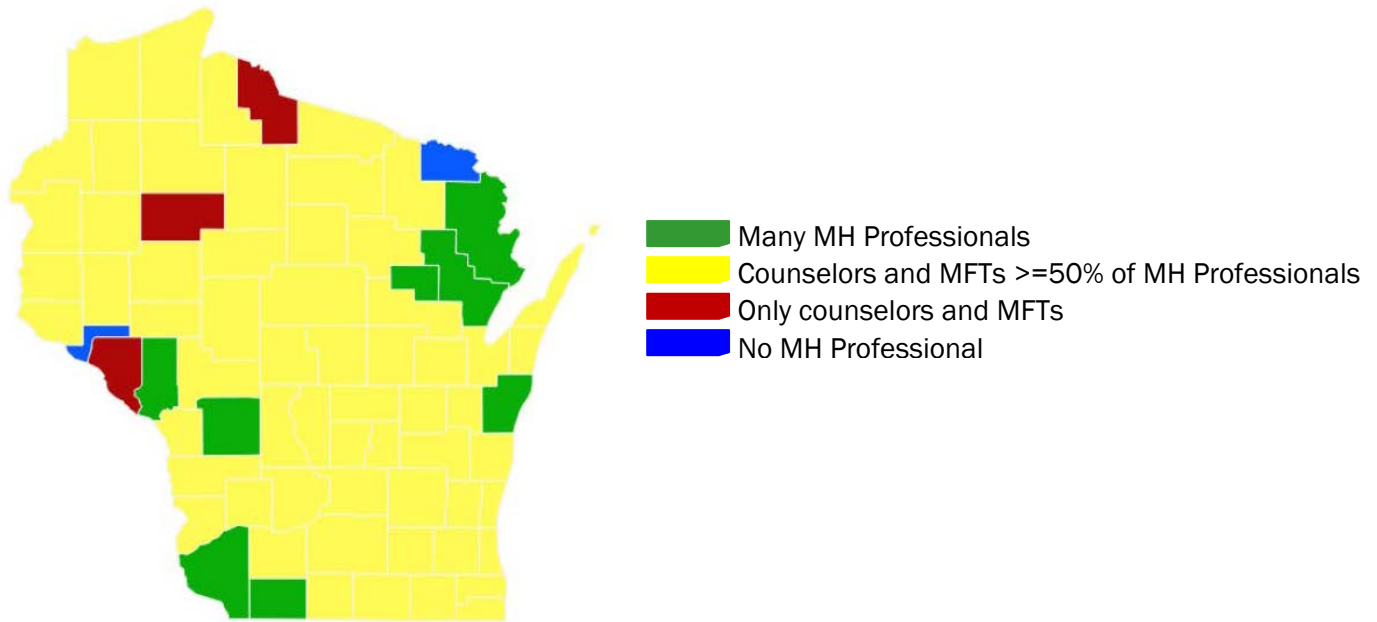 Many MH Professionals
Counselors and MFTs >=50% of MH Professionals
Only counselors and MFTs
No MH Professional